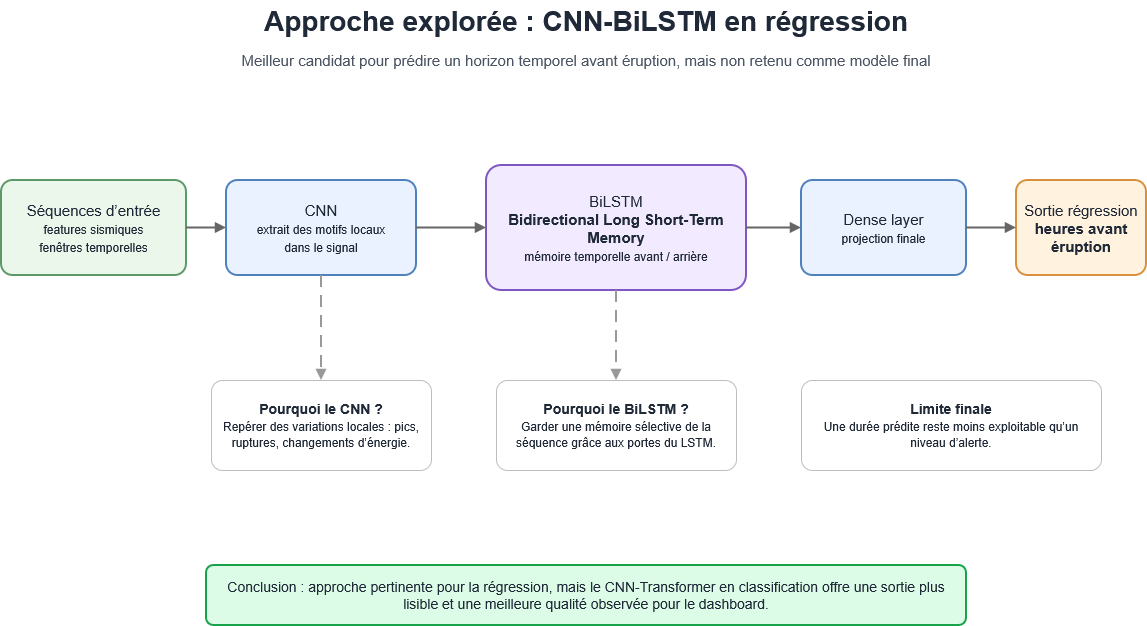 Approche explorée : CNN-BiLSTM en régression
Meilleur candidat pour prédire un horizon temporel avant éruption, mais non retenu comme modèle final
Séquences d’entrée
features sismiques
fenêtres temporelles
CNN
extrait des motifs locaux
dans le signal
BiLSTM
Bidirectional Long Short-Term
Memory
mémoire temporelle avant / arrière
Dense layer
projection finale
Sortie régression
heures avant
éruption
Pourquoi le CNN ?
Repérer des variations locales : pics,
ruptures, changements d’énergie.
Pourquoi le BiLSTM ?
Garder une mémoire sélective de la
séquence grâce aux portes du LSTM.
Limite finale
Une durée prédite reste moins exploitable qu’un
niveau d’alerte.
Conclusion : approche pertinente pour la régression, mais le CNN-Transformer en classification offre une sortie plus
lisible et une meilleure qualité observée pour le dashboard.